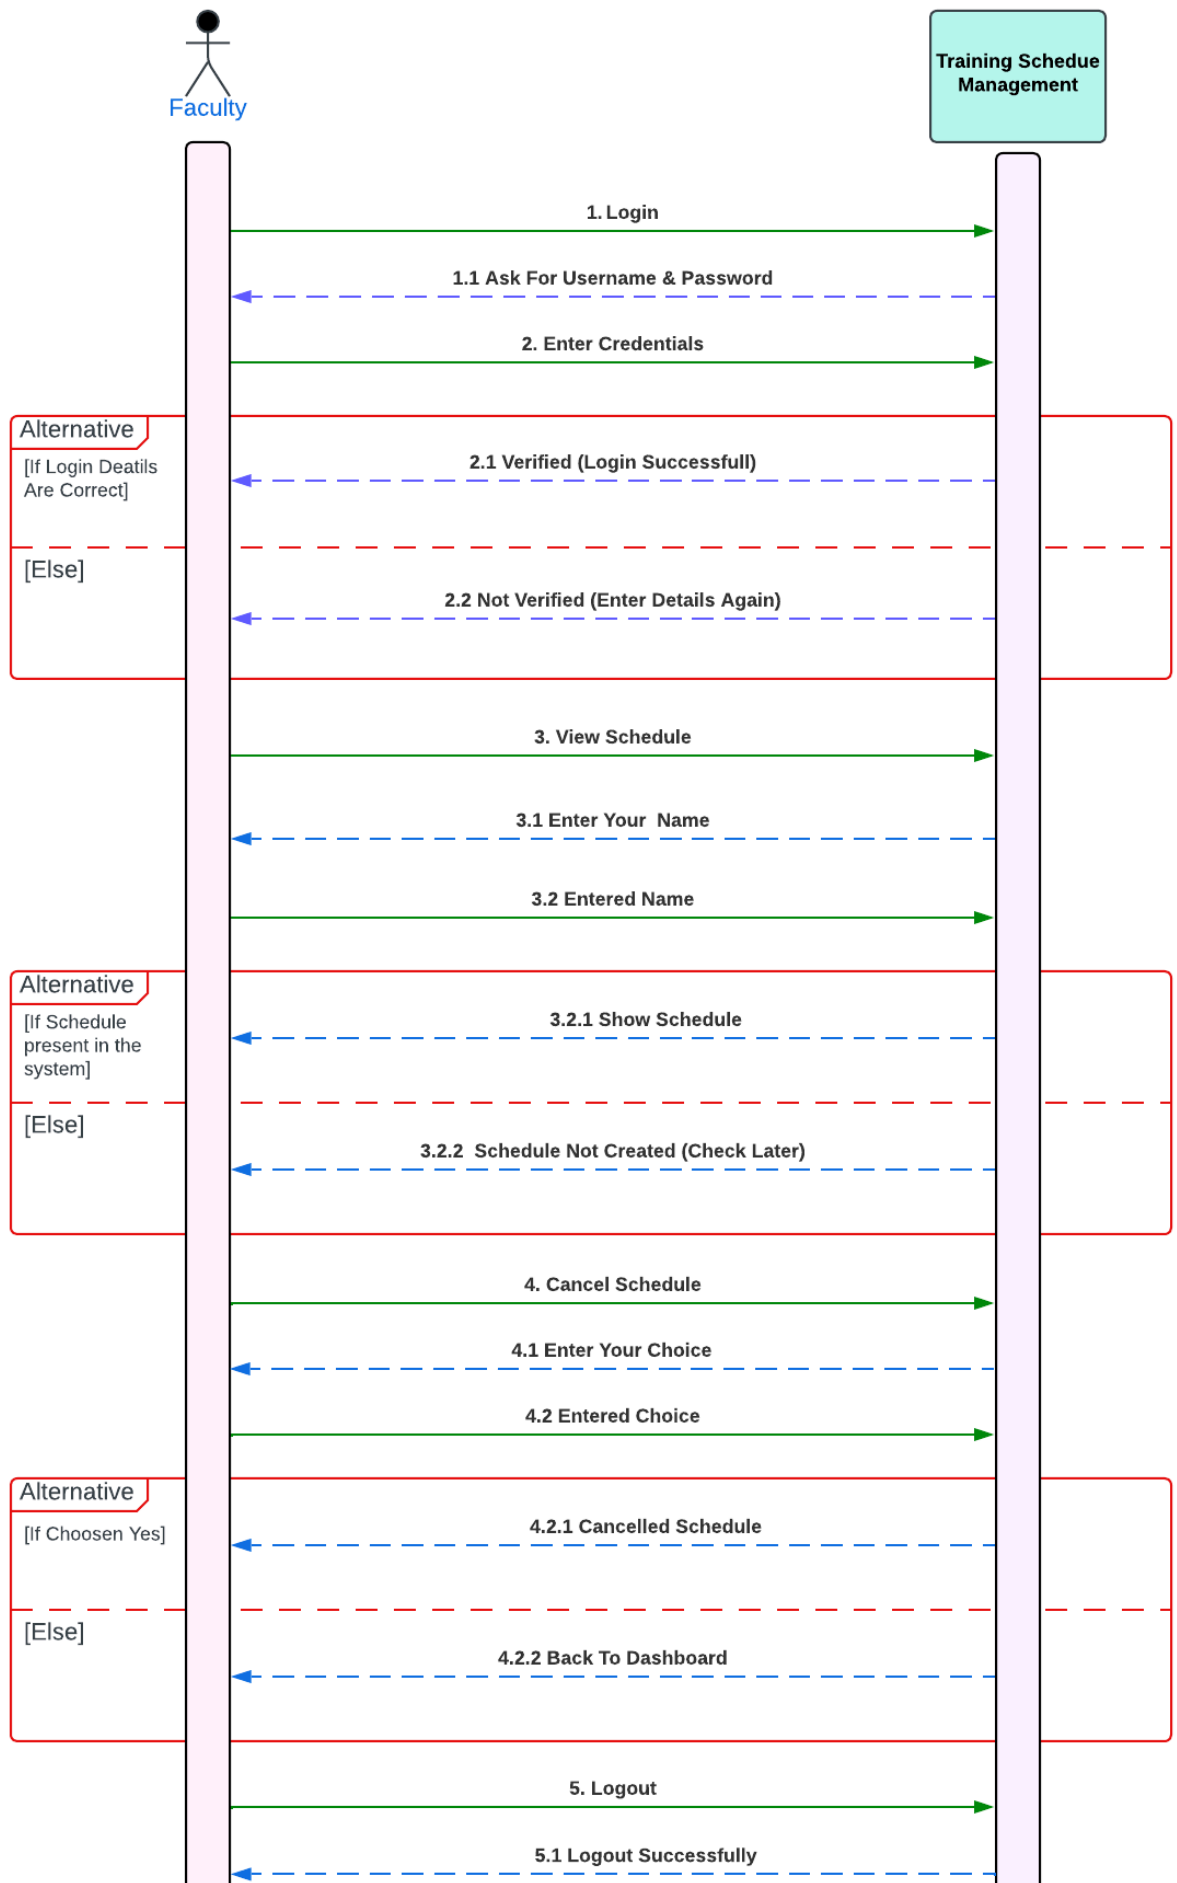 Faculty
Training Schedue
Management
1. Login
1.1 Ask For Username & Password
2. Enter Credentials
Alternative
[If Login Deatils
Are Correct]
2.1 Verified (Login Successfull)
[Else]
2.2 Not Verified (Enter Details Again)
3. View Schedule
3.1 Enter Your  Name
3.2 Entered Name
Alternative
[If Schedule
present in the
system]
3.2.1 Show Schedule
[Else]
3.2.2  Schedule Not Created (Check Later)
4. Cancel Schedule
4.1 Enter Your Choice
4.2 Entered Choice
Alternative
[If Choosen Yes]
4.2.1 Cancelled Schedule
[Else]
4.2.2 Back To Dashboard
5. Logout
5.1 Logout Successfully